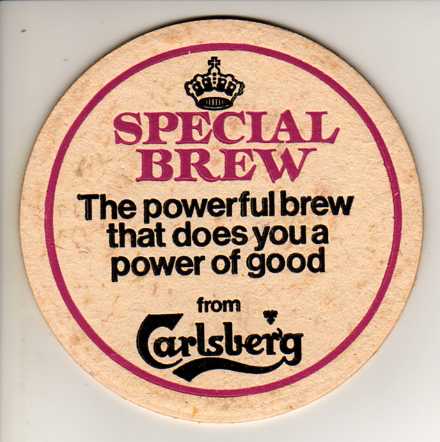 SPECIAL
BREW
The powerful brew
that does you a
power of good
from
Carlsberg